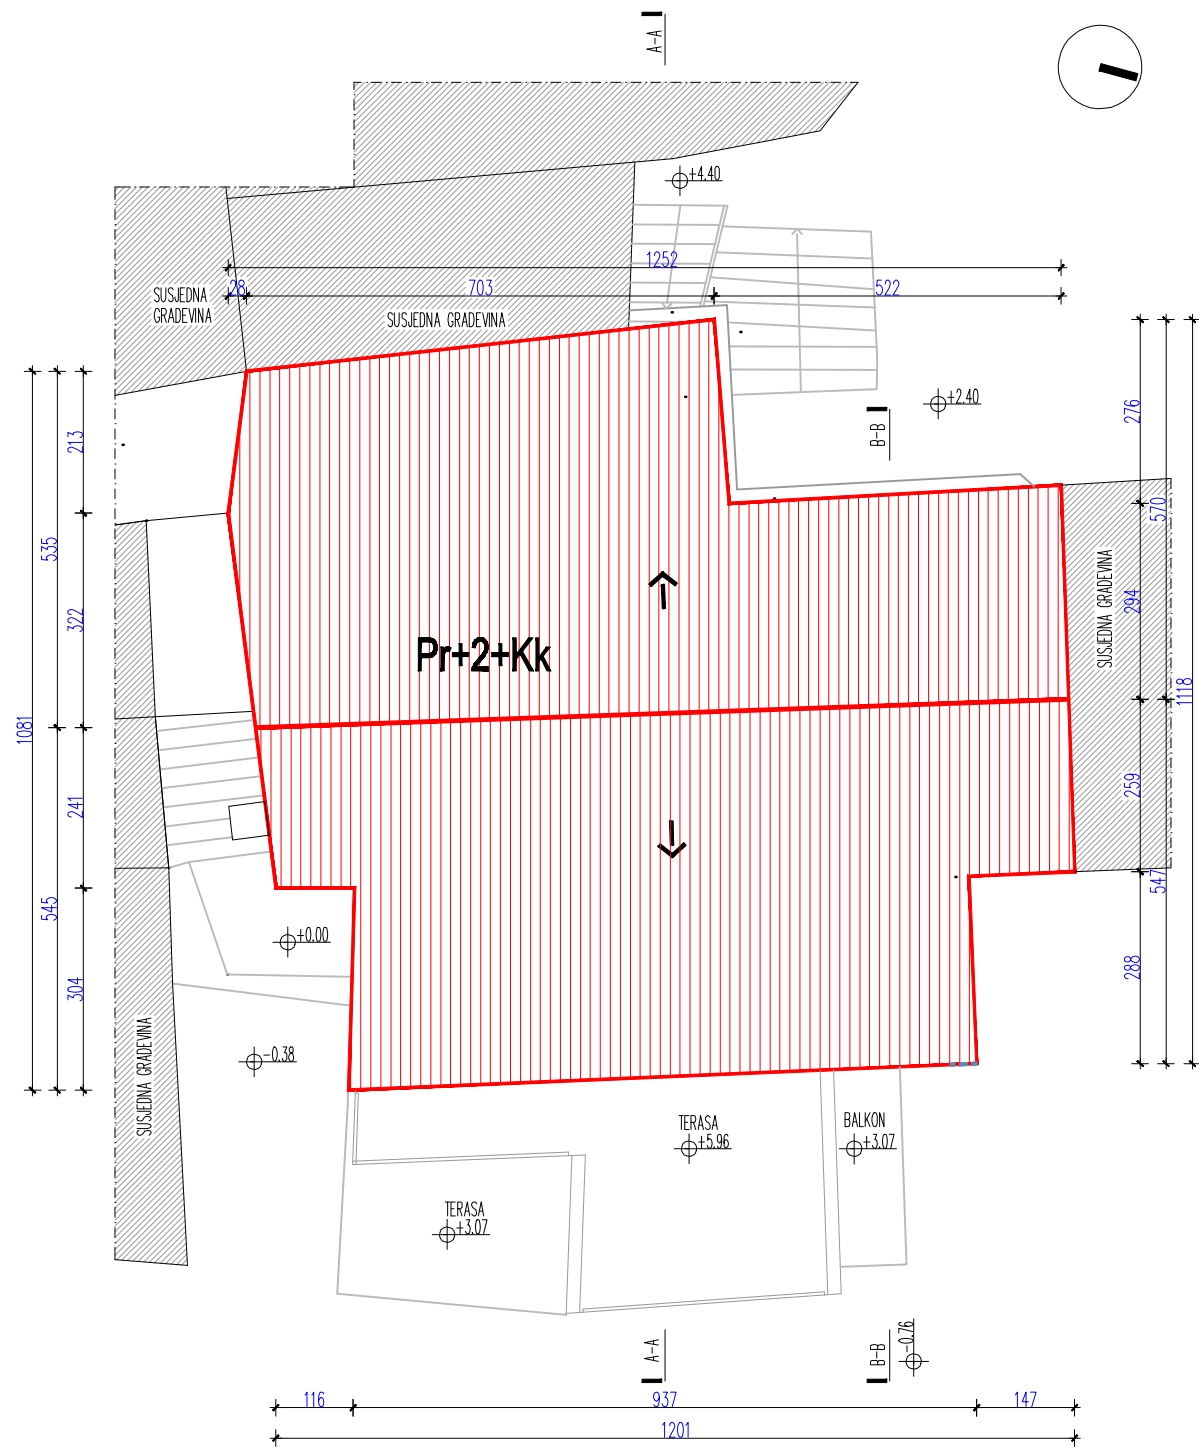 A-A
+4.40
1252
28
703
522
SUSJEDNA
GRAĐEVINA
SUSJEDNA GRAĐEVINA
+2.40
B-B
276
213
570
535
294
SUSJEDNA GRAĐEVINA
322
Pr+2+Kk
1118
1081
259
241
547
545
+0.00
288
304
-0.38
SUSJEDNA GRAĐEVINA
TERASA
+5.96
BALKON
+3.07
TERASA
+3.07
A-A
B-B
-0.76
116
937
147
1201